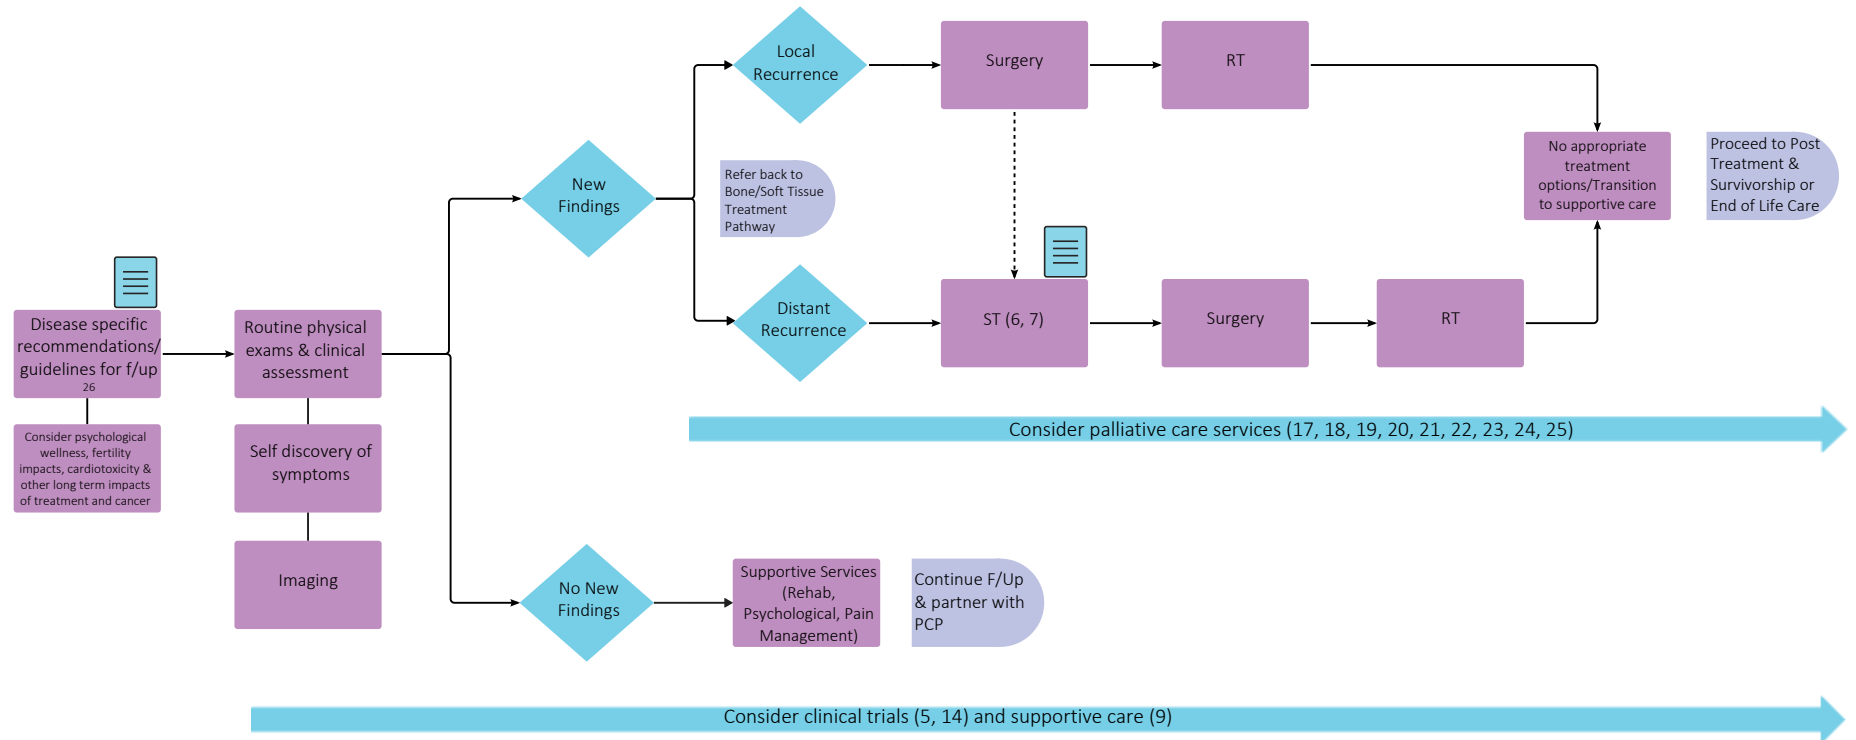 Local
Recurrence
Surgery
RT
No appropriate
treatment
options/Transition
to supportive care
Proceed to Post
Treatment &
Survivorship or
End of Life Care
New
Findings
Refer back to
Bone/Soft Tissue
Treatment
Pathway
Distant
Recurrence
ST (6, 7)
Surgery
RT
Disease specific
recommendations/
guidelines for f/up
26
Routine physical
exams & clinical
assessment
Consider psychological
wellness, fertility
impacts, cardiotoxicity &
other long term impacts
of treatment and cancer
Self discovery of
symptoms
Imaging
Consider palliative care services (17, 18, 19, 20, 21, 22, 23, 24, 25)
No New
Findings
Supportive Services
(Rehab,
Psychological, Pain
Management)
Continue F/Up
& partner with
PCP
Consider clinical trials (5, 14) and supportive care (9)